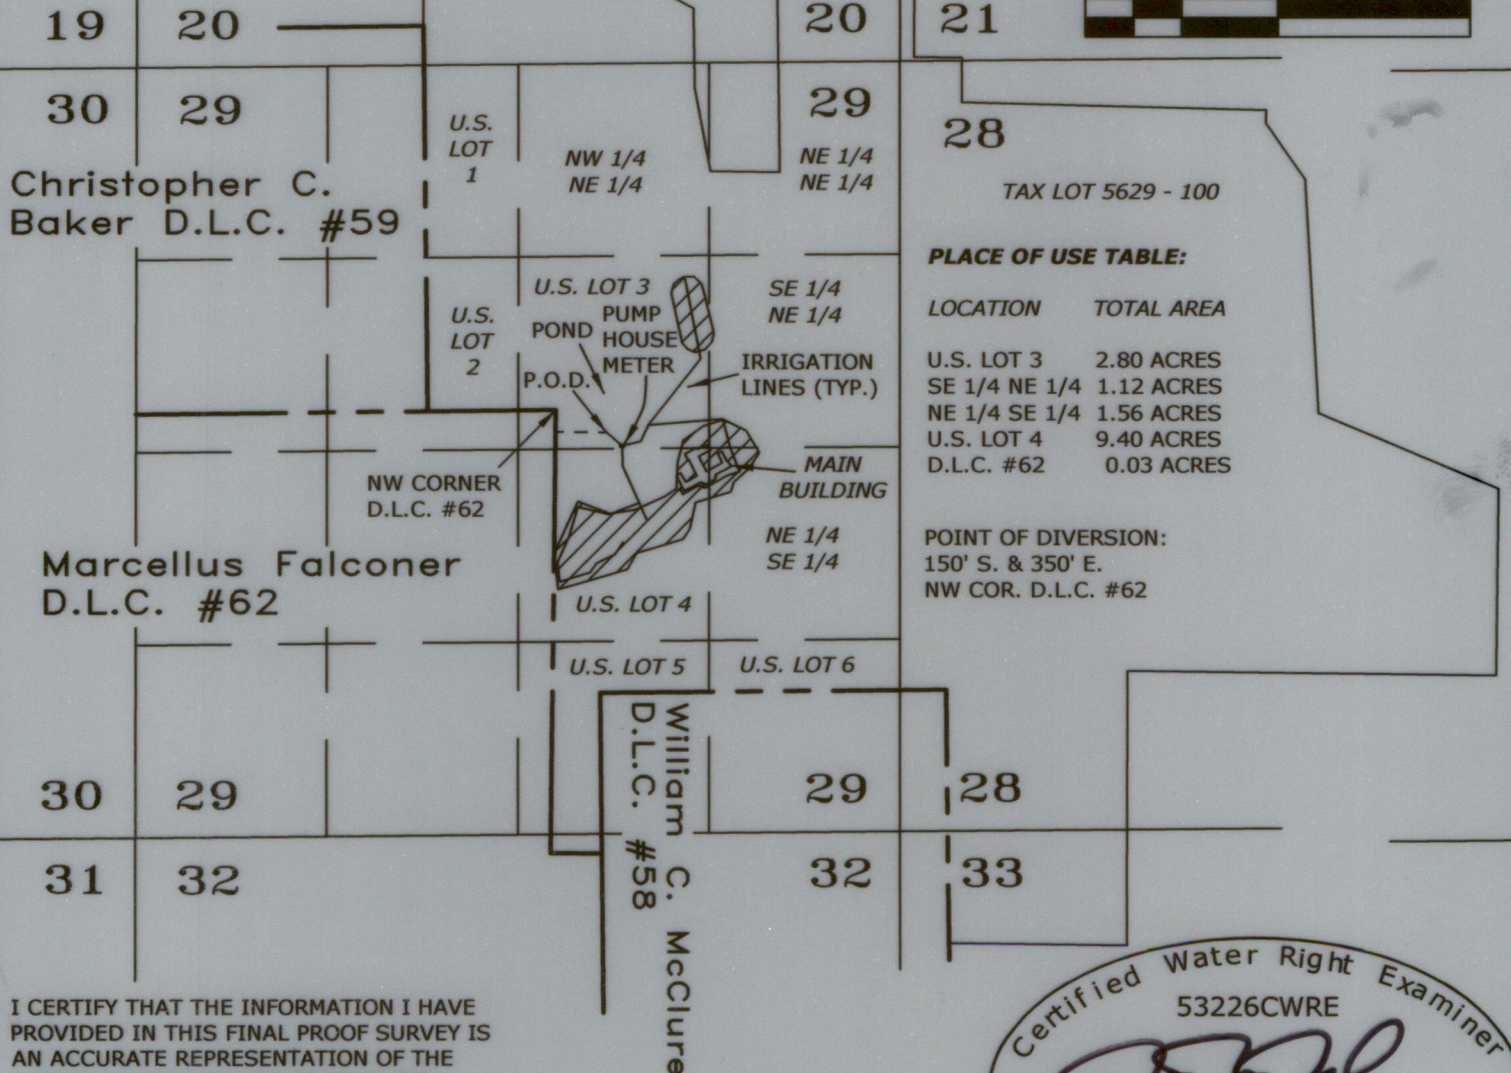 19 20
20 21
30 29
29
28
U.S.
LOT
1
NW 1/4
NE 1/4
NE 1/4
NE 1/4
Christopher C.
Baker D.L.C. #59
TAX LOT 5629 - 100
PLACE OF USE TABLE:
LOCATION TOTAL AREA
U.S. LOT 3 2.80 ACRES
SE 1/4 NE 1/4 1.12 ACRES
NE 1/4 SE 1/4 1.56 ACRES
U.S. LOT 4 9.40 ACRES
D.L.C. #62 0.03 ACRES
U.S. LOT 3
SE 1/4
NE 1/4
U.S.
LOT
2
POND
PUMP
HOUSE
METER
P.O.D.
IRRIGATION
LINES (TYP.)
MAIN
BUILDING
NW CORNER
D.L.C. #62
NE 1/4
SE 1/4
POINT OF DIVERSION:
150' S. & 350' E.
NW COR. D.L.C. #62
Marcellus Falconer
D.L.C. #62
U.S. LOT 4
U.S. LOT 5
U.S. LOT 6
William C. McClure
D.L.C. #58
30 29
29 28
31 32
32 33
I CERTIFY THAT THE INFORMATION I HAVE
PROVIDED IN THIS FINAL PROOF SURVEY IS
AN ACCURATE REPRESENTATION OF THE
Certified Water Right Examiner
53226CWRE